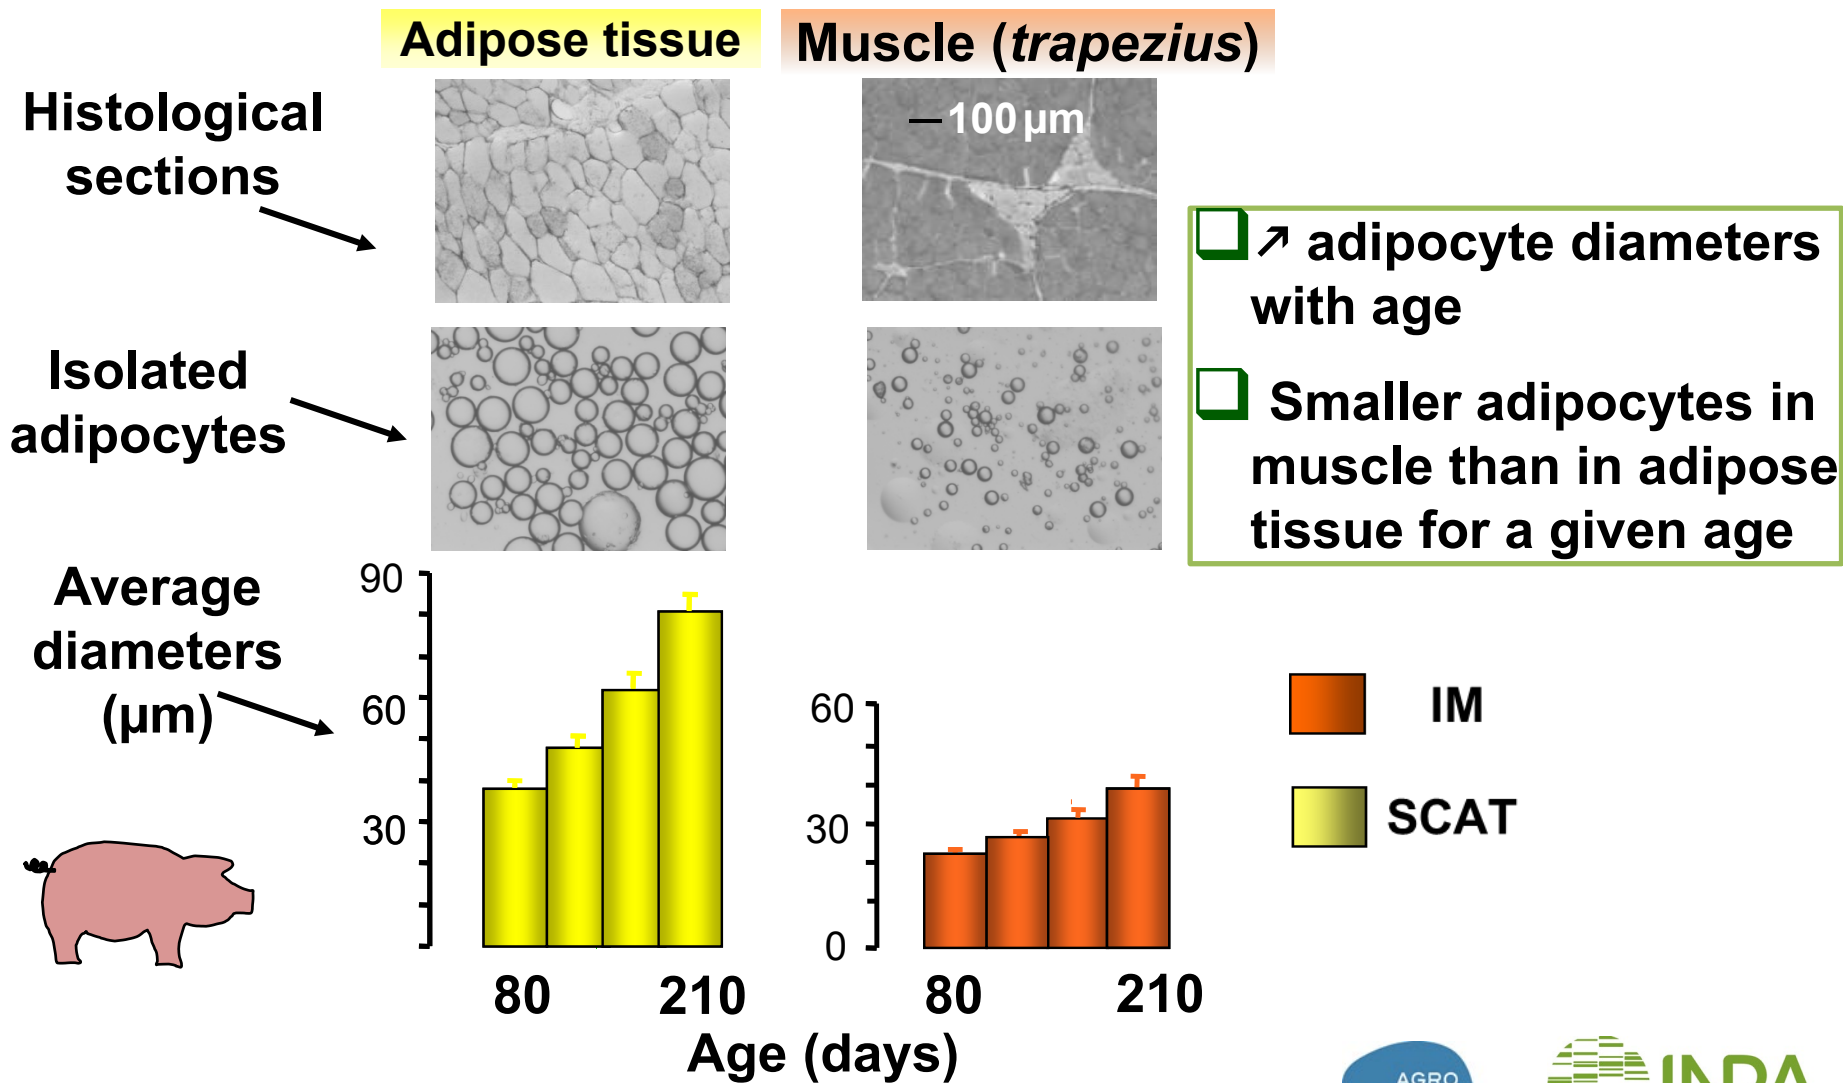 Adipose tissue
Muscle (trapezius)
Histological
sections
100 µm
↗ adipocyte diameters
with age
Smaller adipocytes in
muscle than in adipose
tissue for a given age
Isolated
adipocytes
Average
diameters
(µm)
90
60
30
60
30
0
IM
SCAT
80
210
80
210
Age (days)
AGRO
INRA